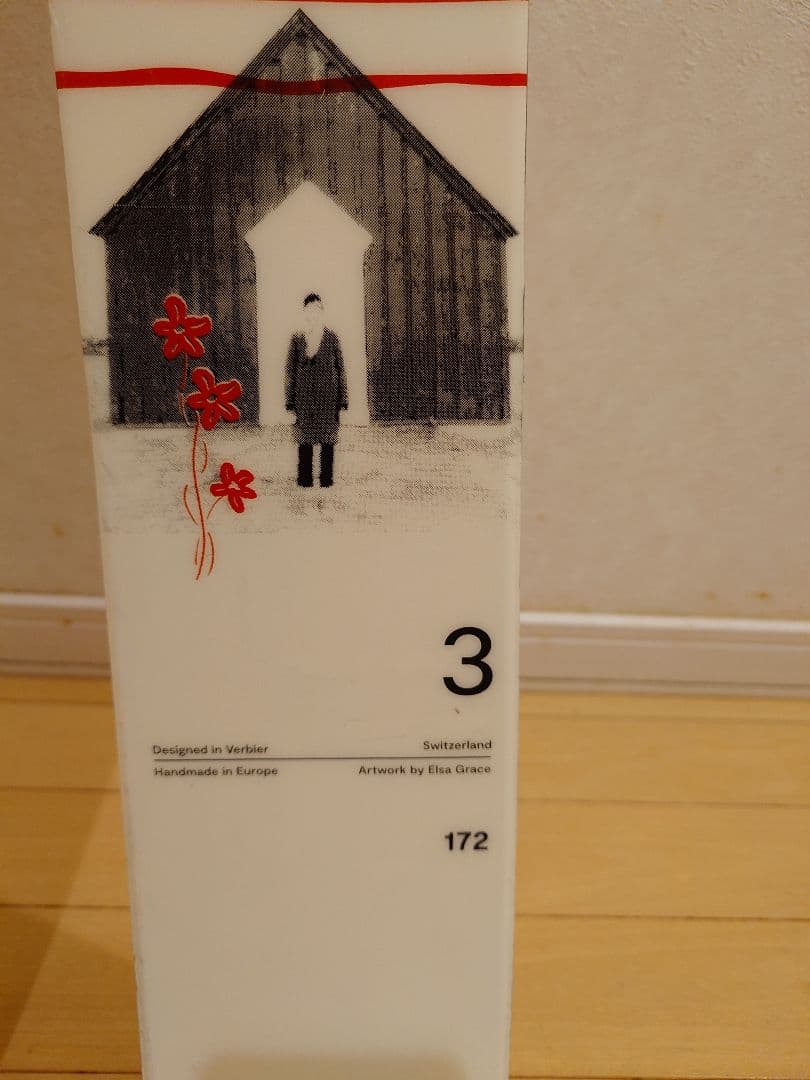 3
Designed in Verbier Switzerland
Handmade in Europe Artwork by Elsa Grace
172